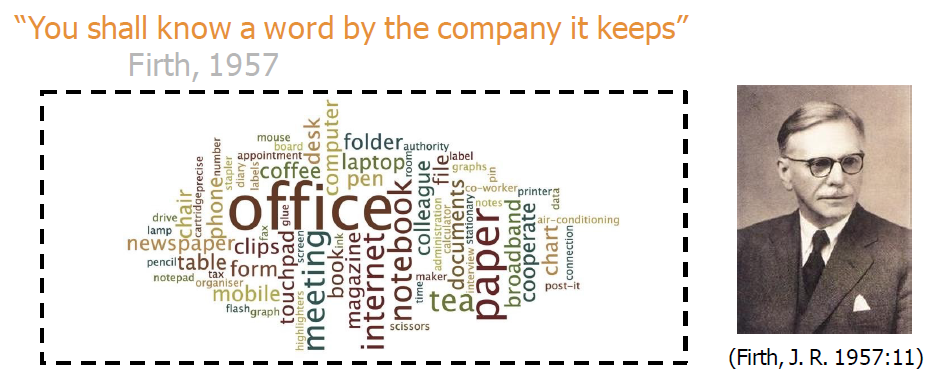 “You shall know a word by the company it keeps”
Firth, 1957
mouse
board
desk
computer
folder
authority
appointment
number
precise
cartridge
stapler
diary
labels
coffee
laptop
room
pen
colleague
file
label
graphs
pin
co-worker
printer
data
chair
phone
office
glue
notebook
documents
stationary
notes
calculator
administration
interview
paper
broadband
cooperate
air-conditioning
chart
connection
drive
lamp
newspaper
clips
fax
touchpad
screen
meeting
ink
book
magazine
internet
pencil
table
form
tax
notepad
organiser
mobile
flash
graph
highlighters
time
maker
tea
post-it
scissors
(Firth, J. R. 1957:11)